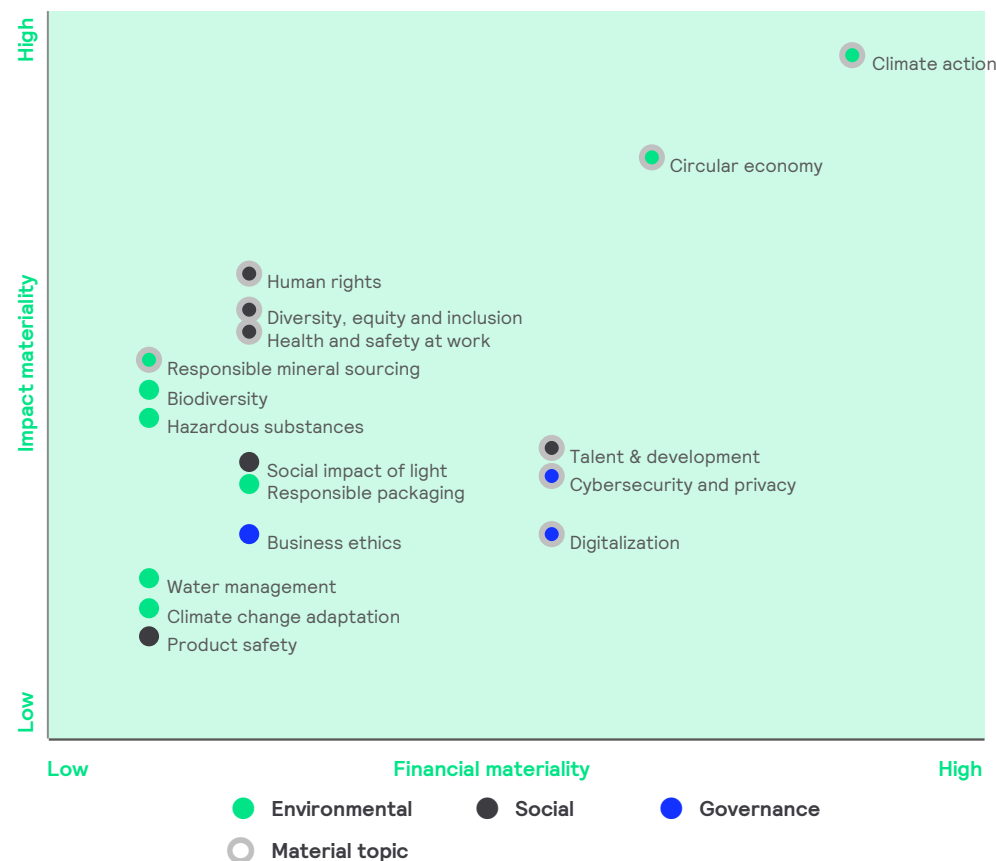 High
Climate action
Circular economy
Human rights
Diversity, equity and inclusion
Health and safety at work
Responsible mineral sourcing
Biodiversity
Hazardous substances
Impact materiality
Talent & development
Social impact of light
Cybersecurity and privacy
Responsible packaging
Business ethics
Digitalization
Water management
Climate change adaptation
Product safety
Low
Low
Financial materiality
High
Environmental
Social
Governance
Material topic